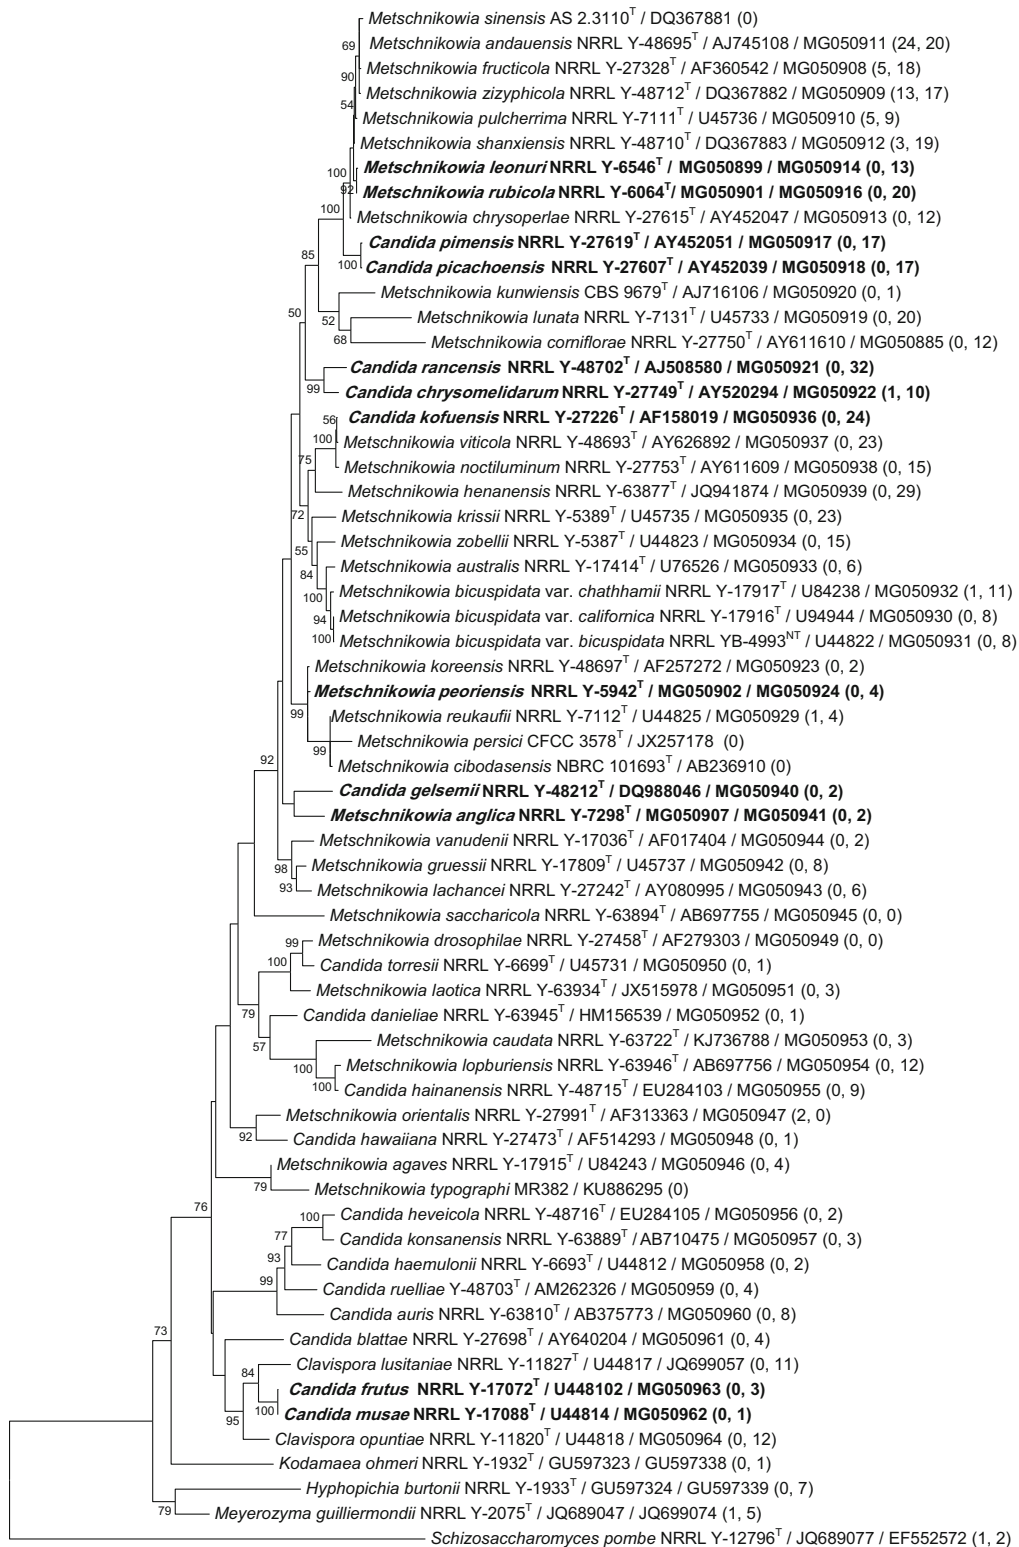 Metschnikowia sinensis AS 2.3110T / DQ367881 (0)
69
Metschnikowia andauensis NRRL Y-48695T / AJ745108 / MG050911 (24, 20)
Metschnikowia fructicola NRRL Y-27328T / AF360542 / MG050908 (5, 18)
90
Metschnikowia zizyphicola NRRL Y-48712T / DQ367882 / MG050909 (13, 17)
54
Metschnikowia pulcherrima NRRL Y-7111T / U45736 / MG050910 (5, 9)
Metschnikowia shanxiensis NRRL Y-48710T / DQ367883 / MG050912 (3, 19)
Metschnikowia leonuri NRRL Y-6546T / MG050899 / MG050914 (0, 13)
100
92
Metschnikowia rubicola NRRL Y-6064T/ MG050901 / MG050916 (0, 20)
100
Metschnikowia chrysoperlae NRRL Y-27615T / AY452047 / MG050913 (0, 12)
Candida pimensis NRRL Y-27619T / AY452051 / MG050917 (0, 17)
85
100
Candida picachoensis NRRL Y-27607T / AY452039 / MG050918 (0, 17)
Metschnikowia kunwiensis CBS 9679T / AJ716106 / MG050920 (0, 1)
50
52
Metschnikowia lunata NRRL Y-7131T / U45733 / MG050919 (0, 20)
68
Metschnikowia corniflorae NRRL Y-27750T / AY611610 / MG050885 (0, 12)
Candida rancensis NRRL Y-48702T / AJ508580 / MG050921 (0, 32)
99
Candida chrysomelidarum NRRL Y-27749T / AY520294 / MG050922 (1, 10)
56
Candida kofuensis NRRL Y-27226T / AF158019 / MG050936 (0, 24)
100
Metschnikowia viticola NRRL Y-48693T / AY626892 / MG050937 (0, 23)
75
Metschnikowia noctiluminum NRRL Y-27753T / AY611609 / MG050938 (0, 15)
Metschnikowia henanensis NRRL Y-63877T / JQ941874 / MG050939 (0, 29)
72
Metschnikowia krissii NRRL Y-5389T / U45735 / MG050935 (0, 23)
55
Metschnikowia zobellii NRRL Y-5387T / U44823 / MG050934 (0, 15)
84
Metschnikowia australis NRRL Y-17414T / U76526 / MG050933 (0, 6)
100
Metschnikowia bicuspidata var. chathhamii NRRL Y-17917T / U84238 / MG050932 (1, 11)
94
Metschnikowia bicuspidata var. californica NRRL Y-17916T / U94944 / MG050930 (0, 8)
100
Metschnikowia bicuspidata var. bicuspidata NRRL YB-4993NT / U44822 / MG050931 (0, 8)
Metschnikowia koreensis NRRL Y-48697T / AF257272 / MG050923 (0, 2)
Metschnikowia peoriensis NRRL Y-5942T / MG050902 / MG050924 (0, 4)
99
Metschnikowia reukaufii NRRL Y-7112T / U44825 / MG050929 (1, 4)
99
Metschnikowia persici CFCC 3578T / JX257178 (0)
92
Metschnikowia cibodasensis NBRC 101693T / AB236910 (0)
Candida gelsemii NRRL Y-48212T / DQ988046 / MG050940 (0, 2)
Metschnikowia anglica NRRL Y-7298T / MG050907 / MG050941 (0, 2)
Metschnikowia vanudenii NRRL Y-17036T / AF017404 / MG050944 (0, 2)
98
Metschnikowia gruessii NRRL Y-17809T / U45737 / MG050942 (0, 8)
93
Metschnikowia lachancei NRRL Y-27242T / AY080995 / MG050943 (0, 6)
Metschnikowia saccharicola NRRL Y-63894T / AB697755 / MG050945 (0, 0)
99
Metschnikowia drosophilae NRRL Y-27458T / AF279303 / MG050949 (0, 0)
100
Candida torresii NRRL Y-6699T / U45731 / MG050950 (0, 1)
Metschnikowia laotica NRRL Y-63934T / JX515978 / MG050951 (0, 3)
79
Candida danieliae NRRL Y-63945T / HM156539 / MG050952 (0, 1)
57
Metschnikowia caudata NRRL Y-63722T / KJ736788 / MG050953 (0, 3)
100
Metschnikowia lopburiensis NRRL Y-63946T / AB697756 / MG050954 (0, 12)
100
Candida hainanensis NRRL Y-48715T / EU284103 / MG050955 (0, 9)
Metschnikowia orientalis NRRL Y-27991T / AF313363 / MG050947 (2, 0)
92
Candida hawaiiana NRRL Y-27473T / AF514293 / MG050948 (0, 1)
Metschnikowia agaves NRRL Y-17915T / U84243 / MG050946 (0, 4)
79
Metschnikowia typographi MR382 / KU886295 (0)
76
100
Candida heveicola NRRL Y-48716T / EU284105 / MG050956 (0, 2)
77
Candida konsanensis NRRL Y-63889T / AB710475 / MG050957 (0, 3)
93
Candida haemulonii NRRL Y-6693T / U44812 / MG050958 (0, 2)
99
Candida ruelliae Y-48703T / AM262326 / MG050959 (0, 4)
Candida auris NRRL Y-63810T / AB375773 / MG050960 (0, 8)
73
Candida blattae NRRL Y-27698T / AY640204 / MG050961 (0, 4)
84
Clavispora lusitaniae NRRL Y-11827T / U44817 / JQ699057 (0, 11)
Candida frutus NRRL Y-17072T / U448102 / MG050963 (0, 3)
100
95
Candida musae NRRL Y-17088T / U44814 / MG050962 (0, 1)
Clavispora opuntiae NRRL Y-11820T / U44818 / MG050964 (0, 12)
Kodamaea ohmeri NRRL Y-1932T / GU597323 / GU597338 (0, 1)
Hyphopichia burtonii NRRL Y-1933T / GU597324 / GU597339 (0, 7)
79
Meyerozyma guilliermondii NRRL Y-2075T / JQ689047 / JQ699074 (1, 5)
Schizosaccharomyces pombe NRRL Y-12796T / JQ689077 / EF552572 (1, 2)